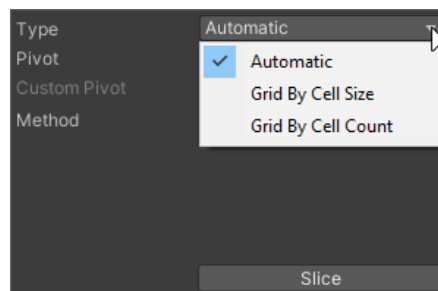 Type Automatic
Pivot Automatic
Custom Pivot Grid By Cell Size
Method Grid By Cell Count
Slice